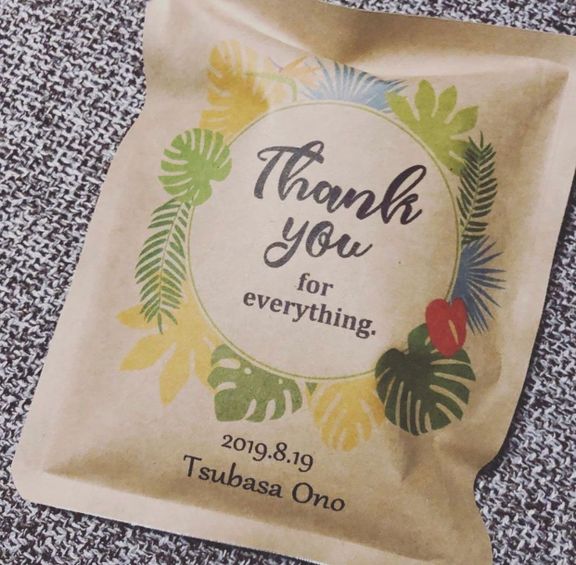 Thank
you
for
everything.
2019.8.19
Tsubasa Ono